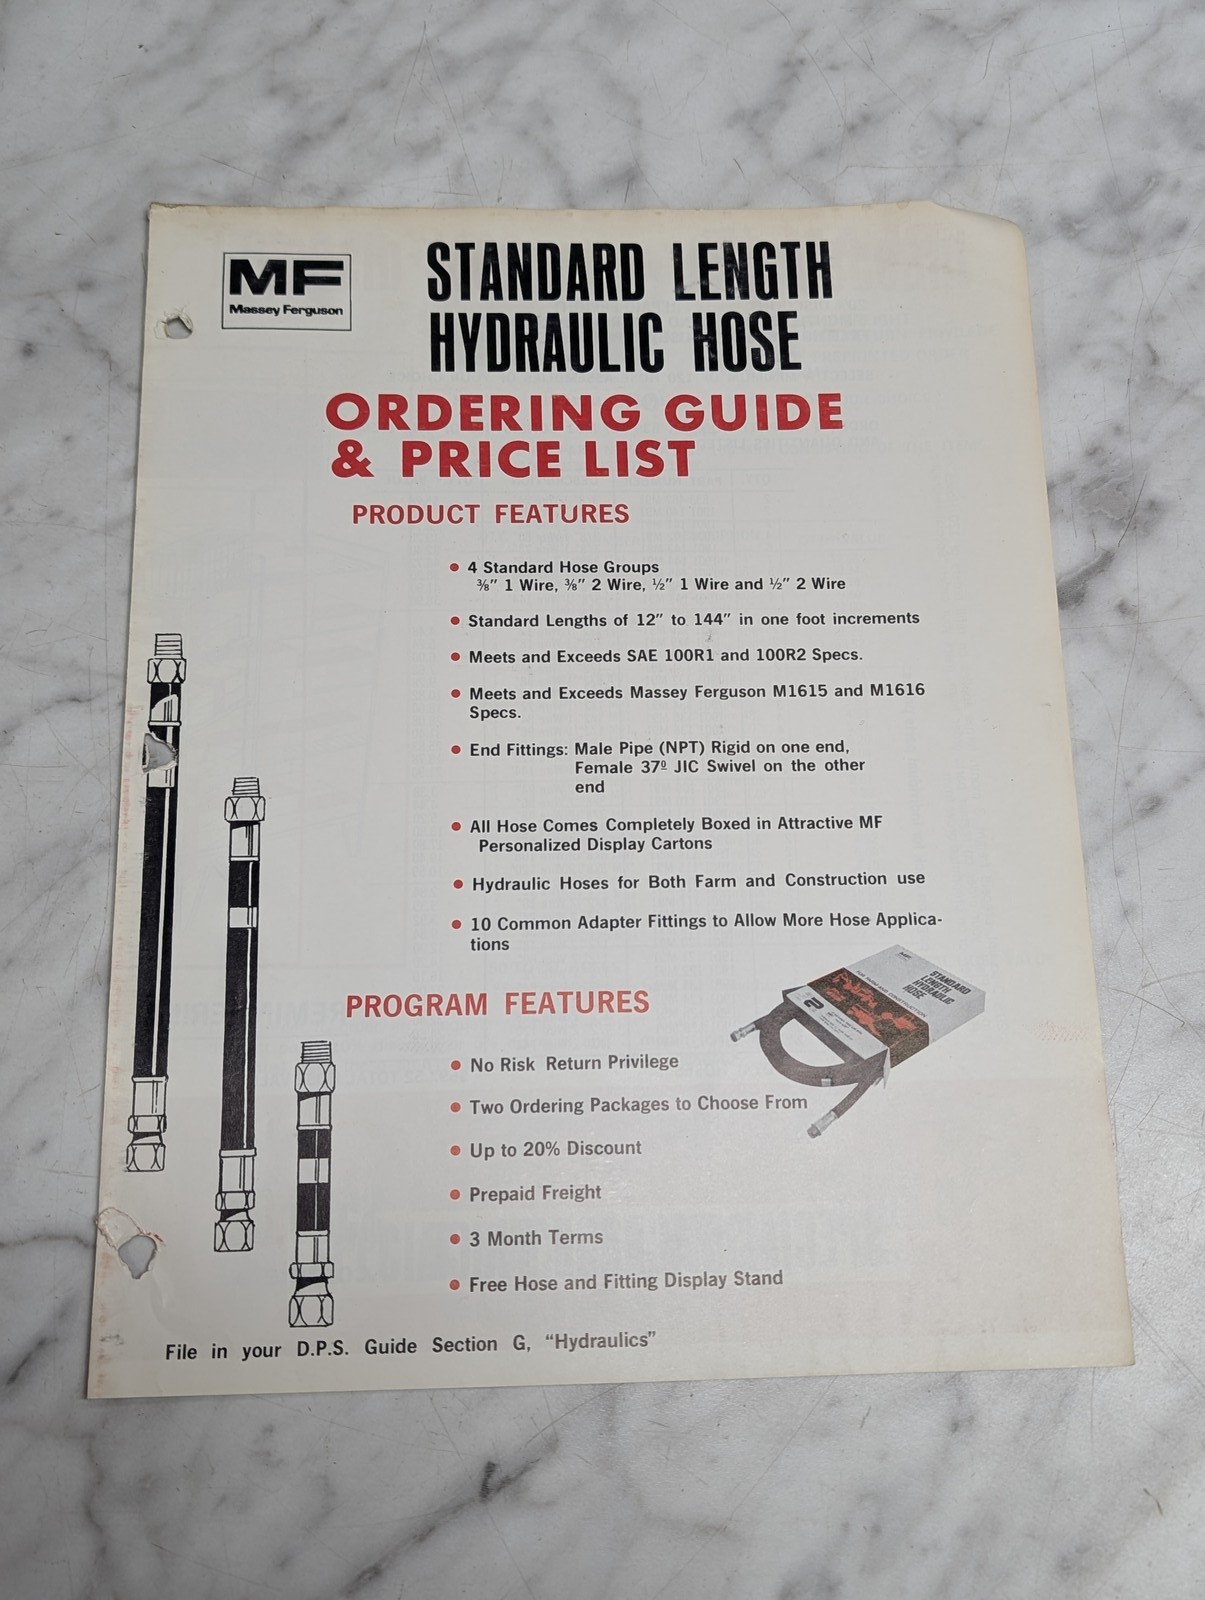 MF
Massey Ferguson
STANDARD LENGTH
HYDRAULIC HOSE
ORDERING GUIDE
& PRICE LIST
PRODUCT FEATURES
• 4 Standard Hose Groups
⅜″ 1 Wire, ⅜″ 2 Wire, ½″ 1 Wire and ½″ 2 Wire
• Standard Lengths of 12″ to 144″ in one foot increments
• Meets and Exceeds SAE 100R1 and 100R2 Specs.
• Meets and Exceeds Massey Ferguson M1615 and M1616
Specs.
• End Fittings: Male Pipe (NPT) Rigid on one end,
Female 37º JIC Swivel on the other
end
• All Hose Comes Completely Boxed in Attractive MF
Personalized Display Cartons
• Hydraulic Hoses for Both Farm and Construction use
• 10 Common Adapter Fittings to Allow More Hose Applica-
tions
MF
STANDARD
LENGTH
HYDRAULIC
HOSE
FOR FARM AND CONSTRUCTION
2
PROGRAM FEATURES
• No Risk Return Privilege
• Two Ordering Packages to Choose From
• Up to 20% Discount
• Prepaid Freight
• 3 Month Terms
• Free Hose and Fitting Display Stand
File in your D.P.S. Guide Section G, “Hydraulics”